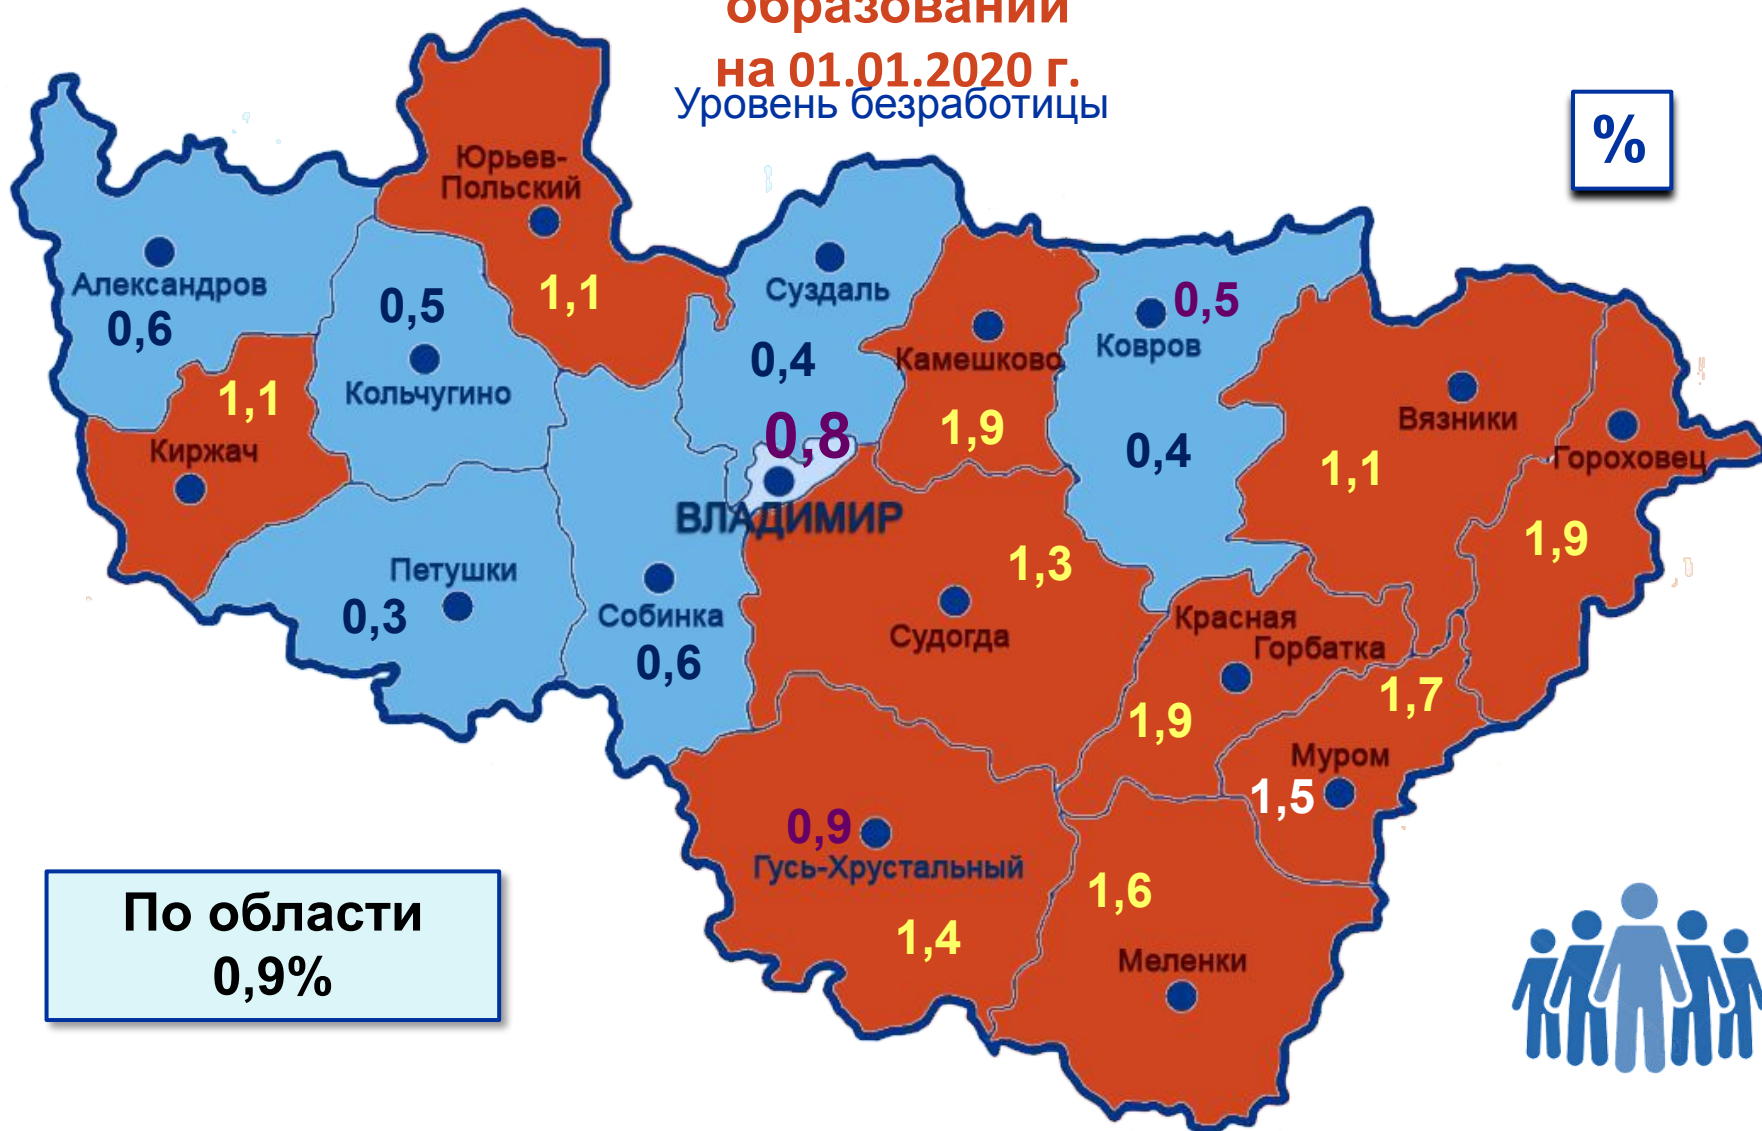 образований
на 01.01.2020 г.
Уровень безработицы
%
Юрьев-
Польский
1,1
Александров
0,6
0,5
Кольчугино
Суздаль
0,4
0,8
ВЛАДИМИР
Камешково
1,9
0,5
Ковров
0,4
Вязники
1,1
Гороховец
1,9
1,1
Киржач
Петушки
0,3
Собинка
0,6
1,3
Судогда
Красная
Горбатка
1,9
1,7
Муром
1,5
0,9
Гусь-Хрустальный
1,4
1,6
Меленки
По области
0,9%